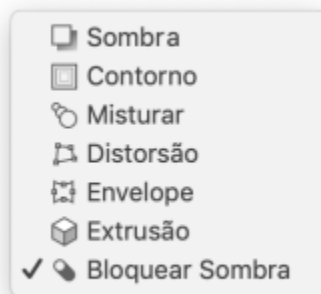 Sombra
Contorno
Misturar
Distorsão
Envelope
Extrusão
Bloquear Sombra